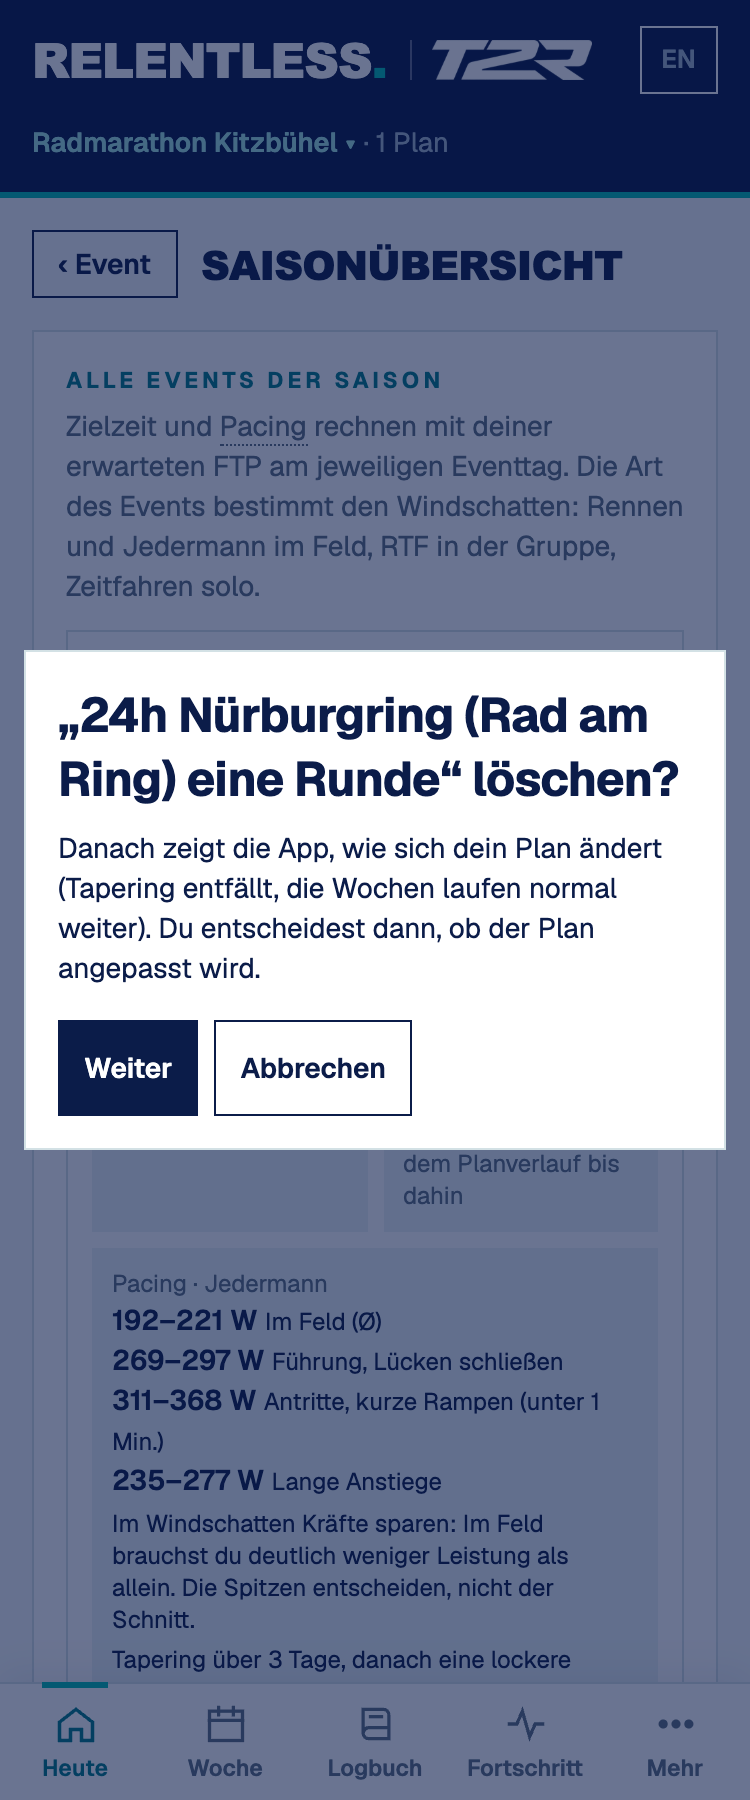 RELENTLESS. T2R EN
Radmarathon Kitzbühel ▾ · 1 Plan
‹ Event SAISONÜBERSICHT
ALLE EVENTS DER SAISON
Zielzeit und Pacing rechnen mit deiner
erwarteten FTP am jeweiligen Eventtag. Die Art
des Events bestimmt den Windschatten: Rennen
und Jedermann im Feld, RTF in der Gruppe,
Zeitfahren solo.
„24h Nürburgring (Rad am
Ring) eine Runde“ löschen?
Danach zeigt die App, wie sich dein Plan ändert
(Tapering entfällt, die Wochen laufen normal
weiter). Du entscheidest dann, ob der Plan
angepasst wird.
Weiter Abbrechen
dem Planverlauf bis
dahin
Pacing · Jedermann
192–221 W Im Feld (Ø)
269–297 W Führung, Lücken schließen
311–368 W Antritte, kurze Rampen (unter 1
Min.)
235–277 W Lange Anstiege
Im Windschatten Kräfte sparen: Im Feld
brauchst du deutlich weniger Leistung als
allein. Die Spitzen entscheiden, nicht der
Schnitt.
Tapering über 3 Tage, danach eine lockere
Heute Woche Logbuch Fortschritt Mehr